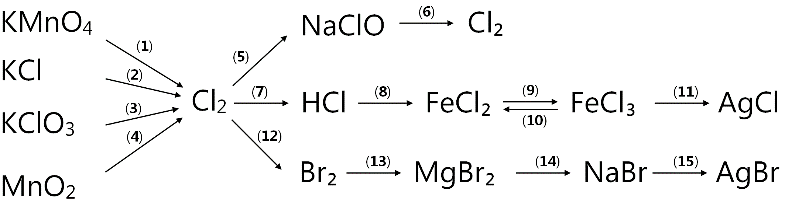 KMnO₄ (1) NaClO (6) Cl₂
KCl (2) (5)
KClO₃ (3) Cl₂ (7) HCl (8) FeCl₂ (9) (10) FeCl₃ (11) AgCl
MnO₂ (4) (12) Br₂ (13) MgBr₂ (14) NaBr (15) AgBr